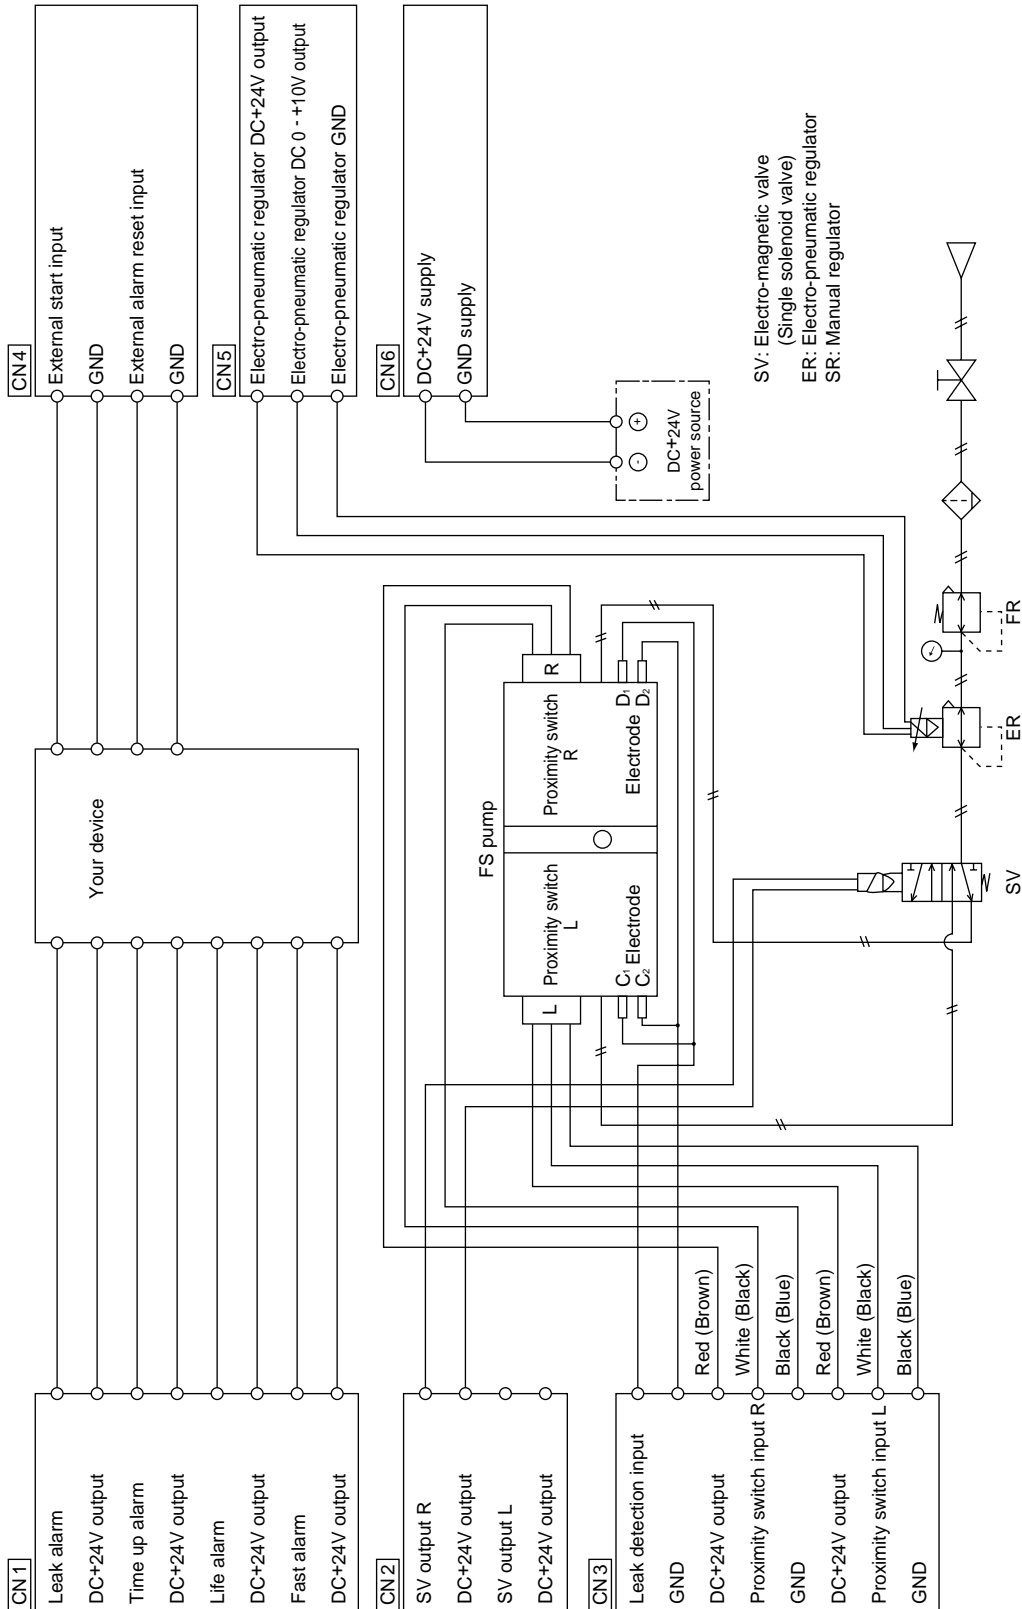 CN1
Leak alarm
DC+24V output
Time up alarm
DC+24V output
Life alarm
DC+24V output
Fast alarm
DC+24V output
CN2
SV output R
DC+24V output
SV output L
DC+24V output
CN3
Leak detection input
GND
DC+24V output
Proximity switch input R
GND
DC+24V output
Proximity switch input L
GND
Red (Brown)
White (Black)
Black (Blue)
Red (Brown)
White (Black)
Black (Blue)
Your device
FS pump
L
Proximity switch
L
C1
C2
Electrode
Proximity switch
R
R
Electrode
D1
D2
CN4
External start input
GND
External alarm reset input
GND
CN5
Electro-pneumatic regulator DC+24V output
Electro-pneumatic regulator DC 0 - +10V output
Electro-pneumatic regulator GND
CN6
DC+24V supply
GND supply
-
+
DC+24V
power source
SV: Electro-magnetic valve
(Single solenoid valve)
ER: Electro-pneumatic regulator
SR: Manual regulator
SV
ER
FR